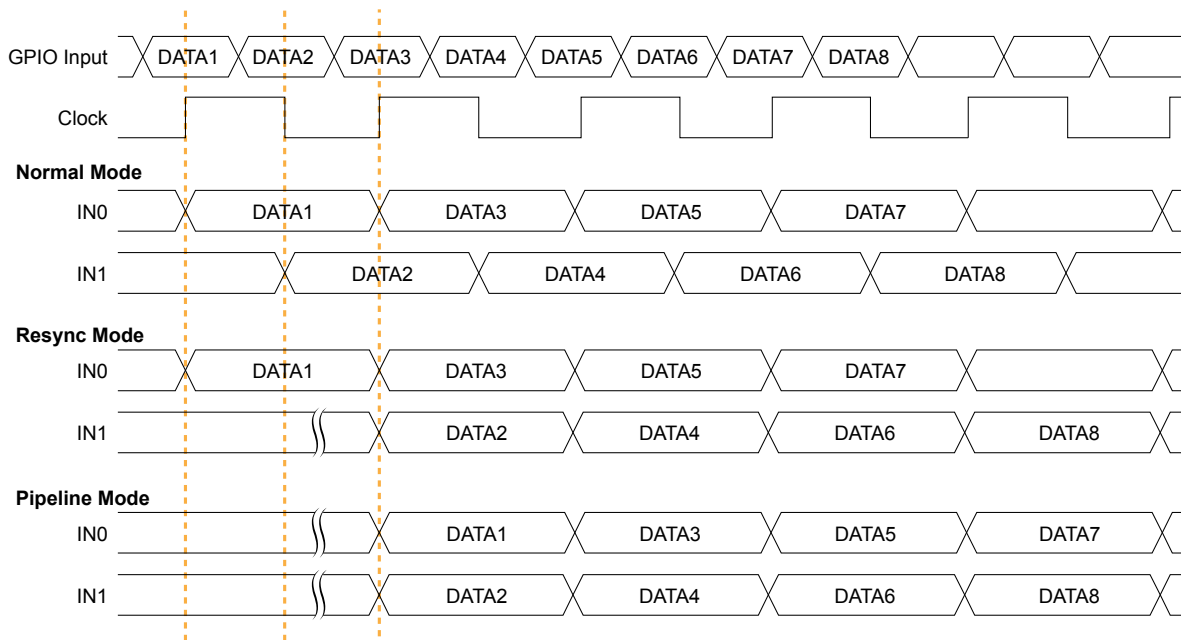 GPIO Input DATA1 DATA2 DATA3 DATA4 DATA5 DATA6 DATA7 DATA8
Clock
Normal Mode
IN0 DATA1 DATA3 DATA5 DATA7
IN1 DATA2 DATA4 DATA6 DATA8
Resync Mode
IN0 DATA1 DATA3 DATA5 DATA7
IN1 DATA2 DATA4 DATA6 DATA8
Pipeline Mode
IN0 DATA1 DATA3 DATA5 DATA7
IN1 DATA2 DATA4 DATA6 DATA8